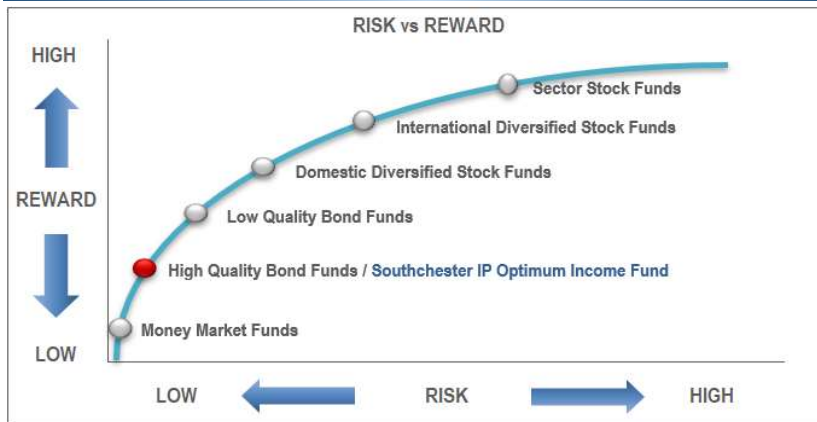 RISK vs REWARD
HIGH
Sector Stock Funds
International Diversified Stock Funds
Domestic Diversified Stock Funds
REWARD
Low Quality Bond Funds
High Quality Bond Funds / Southchester IP Optimum Income Fund
Money Market Funds
LOW
LOW RISK HIGH